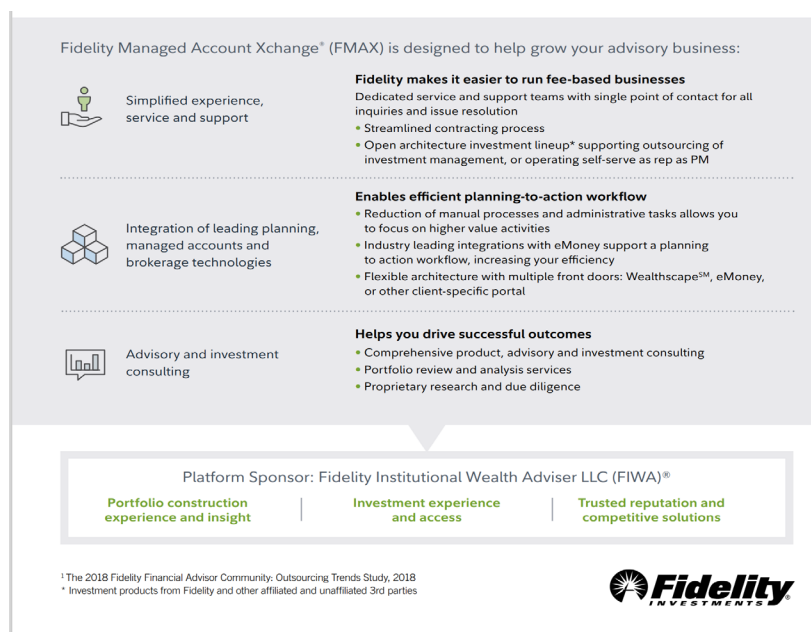 Fidelity Managed Account Xchange® (FMAX) is designed to help grow your advisory business:
Simplified experience,
service and support
Fidelity makes it easier to run fee-based businesses
Dedicated service and support teams with single point of contact for all
inquiries and issue resolution
• Streamlined contracting process
• Open architecture investment lineup* supporting outsourcing of
investment management, or operating self-serve as rep as PM
Integration of leading planning,
managed accounts and
brokerage technologies
Enables efficient planning-to-action workflow
• Reduction of manual processes and administrative tasks allows you
to focus on higher value activities
• Industry leading integrations with eMoney support a planning
to action workflow, increasing your efficiency
• Flexible architecture with multiple front doors: Wealthscape℠, eMoney,
or other client-specific portal
Advisory and investment
consulting
Helps you drive successful outcomes
• Comprehensive product, advisory and investment consulting
• Portfolio review and analysis services
• Proprietary research and due diligence
Platform Sponsor: Fidelity Institutional Wealth Adviser LLC (FIWA)®
Portfolio construction
experience and insight
Investment experience
and access
Trusted reputation and
competitive solutions
¹ The 2018 Fidelity Financial Advisor Community: Outsourcing Trends Study, 2018
* Investment products from Fidelity and other affiliated and unaffiliated 3rd parties
Fidelity®
INVESTMENTS